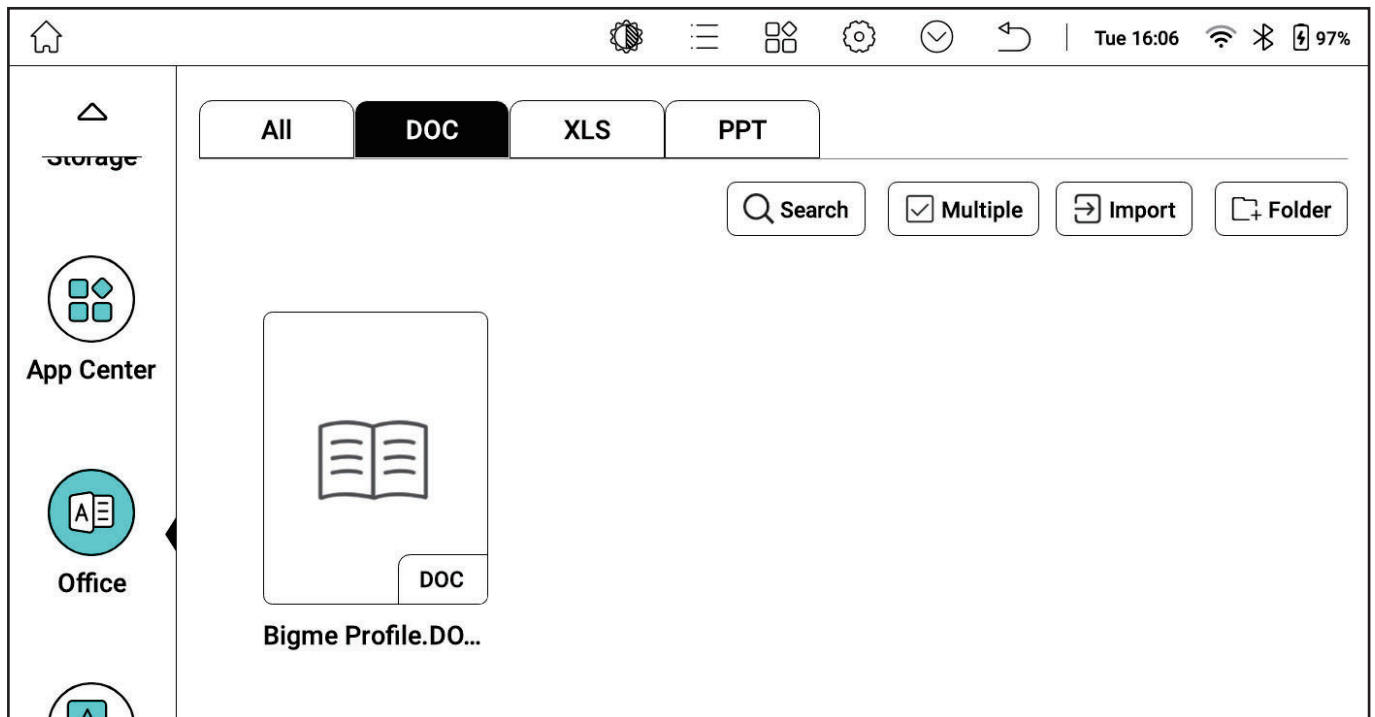 Tue 16:06 97%
Storage
All DOC XLS PPT
Search Multiple Import Folder
App Center
Office
DOC
Bigme Profile.DO...